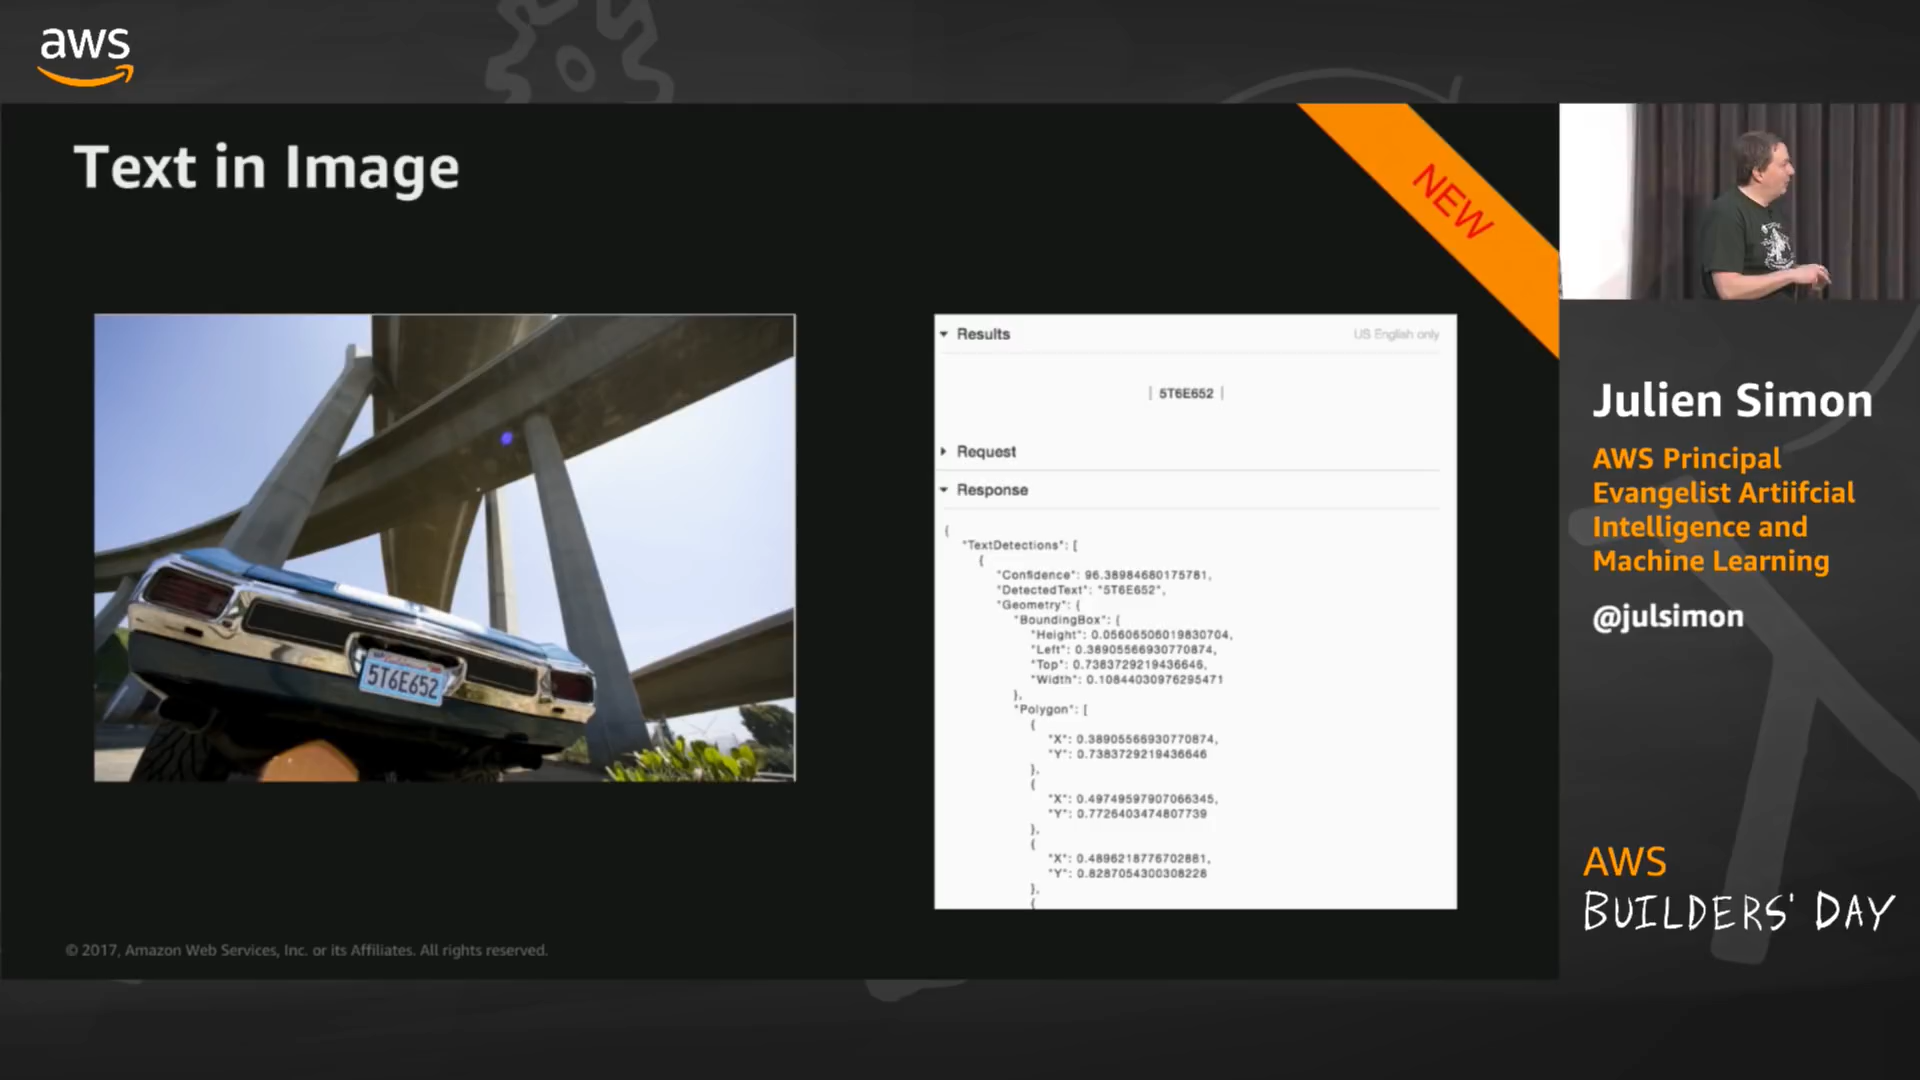 aws
Text in Image
NEW
5T6E652
Results
US English only
| 5T6E652 |
Request
Response
{
"TextDetections": [
{
"Confidence": 96.38984680175781,
"DetectedText": "5T6E652",
"Geometry": {
"BoundingBox": {
"Height": 0.05606506019830704,
"Left": 0.38905566930770874,
"Top": 0.7383729219436646,
"Width": 0.10844030976295471
},
"Polygon": [
{
"X": 0.38905566930770874,
"Y": 0.7383729219436646
},
{
"X": 0.49749597907066345,
"Y": 0.7726403474807739
},
{
"X": 0.4896218776702881,
"Y": 0.8287054300308228
},
{
© 2017, Amazon Web Services, Inc. or its Affiliates. All rights reserved.
Julien Simon
AWS Principal
Evangelist Artiifcial
Intelligence and
Machine Learning
@julsimon
AWS
BUILDERS' DAY